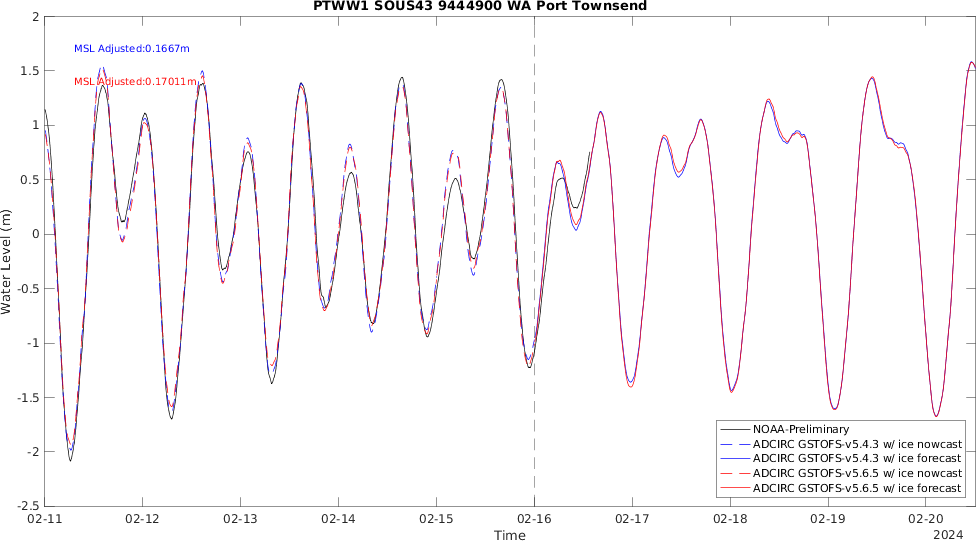 PTWW1 SOUS43 9444900 WA Port Townsend
MSL Adjusted:0.1667m
MSL Adjusted:0.17011m
Water Level (m)
2
1.5
1
0.5
0
-0.5
-1
-1.5
-2
-2.5
NOAA-Preliminary
ADCIRC GSTOFS-v5.4.3 w/ ice nowcast
ADCIRC GSTOFS-v5.4.3 w/ ice forecast
ADCIRC GSTOFS-v5.6.5 w/ ice nowcast
ADCIRC GSTOFS-v5.6.5 w/ ice forecast
02-11 02-12 02-13 02-14 02-15 02-16 02-17 02-18 02-19 02-20
Time
2024